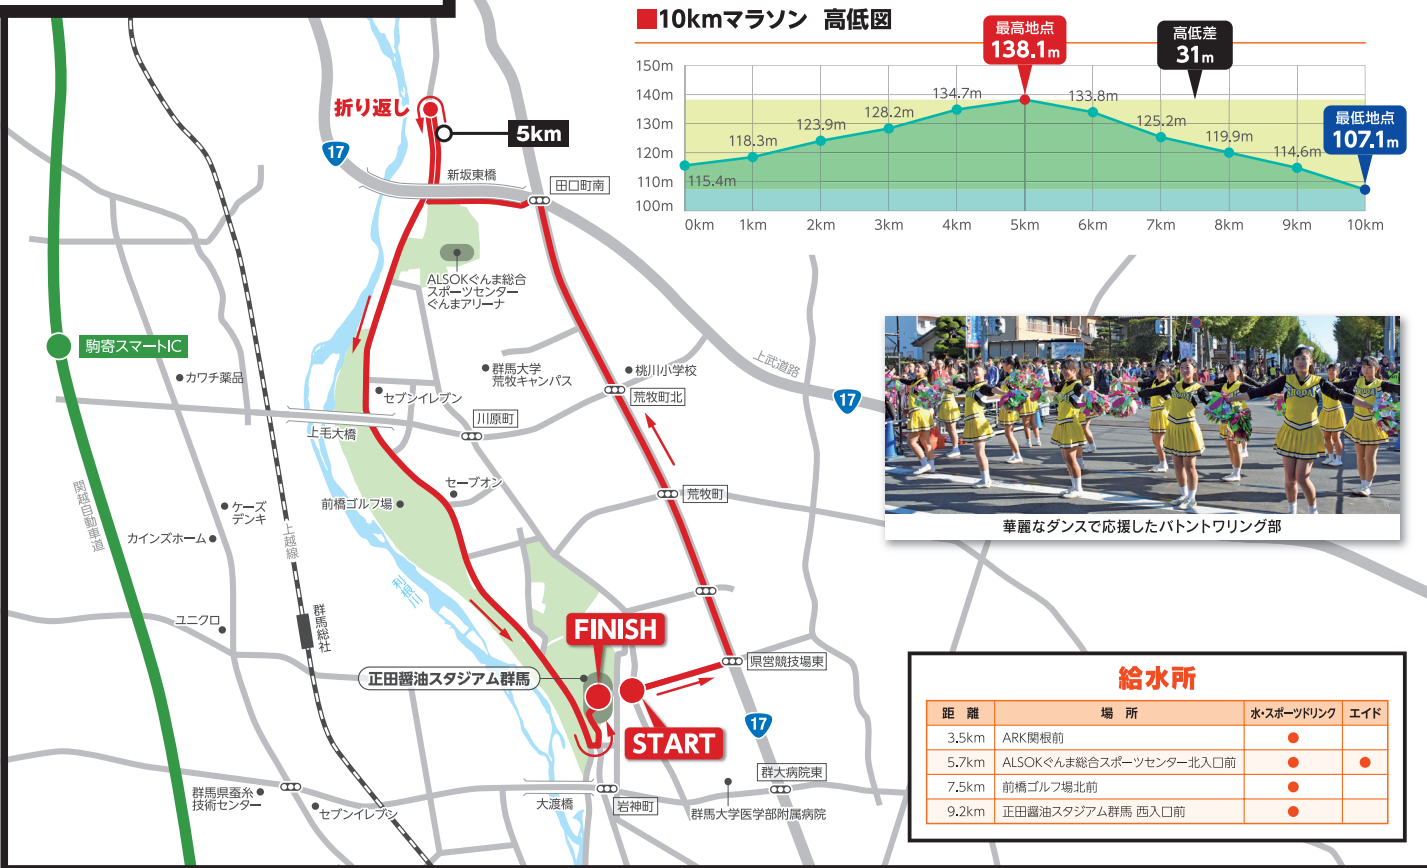 ■10kmマラソン 高低図
最高地点
138.1m
高低差
31m
最低地点
107.1m
150m
140m
130m
120m
110m
100m
115.4m
118.3m
123.9m
128.2m
134.7m
133.8m
125.2m
119.9m
114.6m
0km
1km
2km
3km
4km
5km
6km
7km
8km
9km
10km
折り返し
5km
17
新坂東橋
田口町南
ALSOKぐんま総合
スポーツセンター
ぐんまアリーナ
駒寄スマートIC
カワチ薬品
群馬大学
荒牧キャンパス
桃川小学校
上武道路
17
セブンイレブン
荒牧町北
川原町
上毛大橋
セーブオン
荒牧町
前橋ゴルフ場
関越自動車道
ケーズ
デンキ
カインズホーム
上越線
利根川
ユニクロ
群馬総社
FINISH
正田醤油スタジアム群馬
県営競技場東
START
17
群大病院東
群馬県蚕糸
技術センター
セブンイレブン
大渡橋
岩神町
群馬大学医学部附属病院
華麗なダンスで応援したバトントワリング部
給水所
距 離 場 所 水・スポーツドリンク エイド
3.5km ARK関根前 ●
5.7km ALSOKぐんま総合スポーツセンター北入口前 ● ●
7.5km 前橋ゴルフ場北前 ●
9.2km 正田醤油スタジアム群馬 西入口前 ●